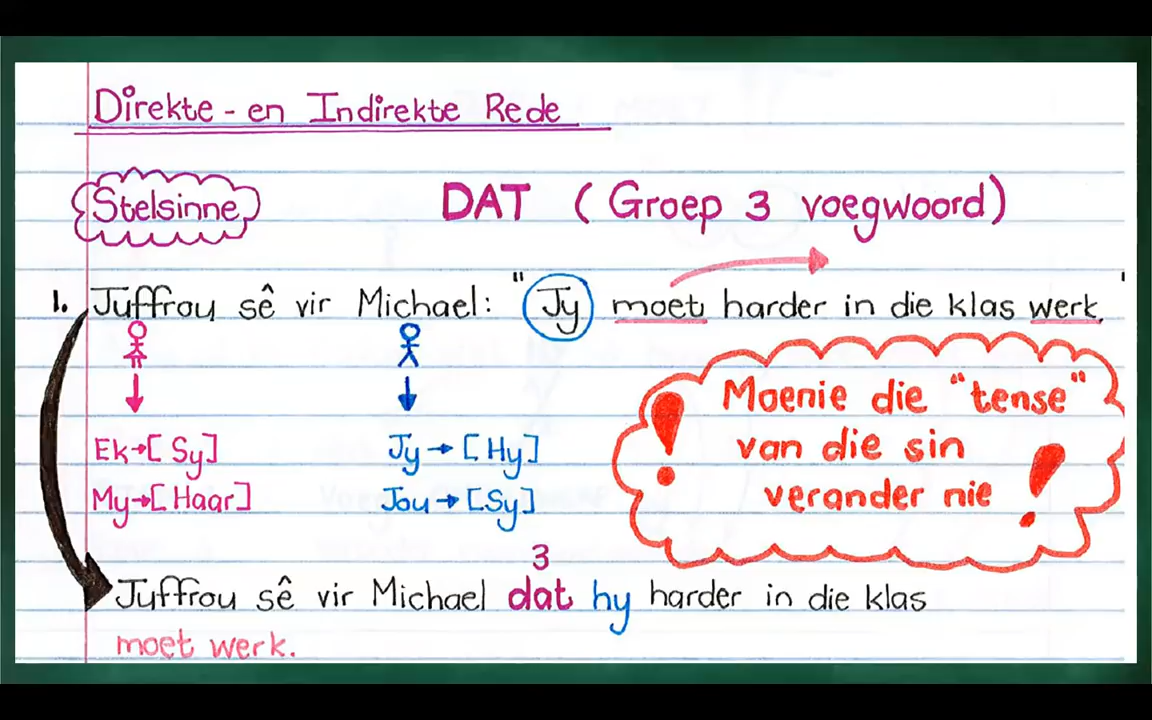 Direkte - en Indirekte Rede
Stelsinne
DAT (Groep 3 voegwoord)
1. Juffrou sê vir Michael: "Jy moet harder in die klas werk.
Ek→[Sy]
Jy→[Hy]
My→[Haar]
Jou→[Sy]
! Moenie die "tense"
van die sin
verander nie !
3
Juffrou sê vir Michael dat hy harder in die klas
moet werk.